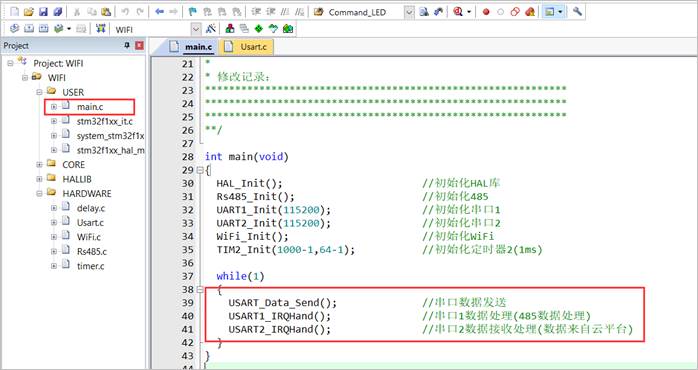 Command_LED
WIFI
Project
Project: WIFI
WIFI
USER
main.c
stm32f1xx_it.c
system_stm32f1x
stm32f1xx_hal_m
CORE
HALLIB
HARDWARE
delay.c
Usart.c
WiFi.c
Rs485.c
timer.c
main.c
Usart.c
21 *
22 * 修改记录:
23 ************************************************************
24 ************************************************************
25 ************************************************************
26 **/
27
28 int main(void)
29 {
30 HAL_Init(); //初始化HAL库
31 Rs485_Init(); //初始化485
32 UART1_Init(115200); //初始化串口1
33 UART2_Init(115200); //初始化串口2
34 WiFi_Init(); //初始化WiFi
35 TIM2_Init(1000-1,64-1); //初始化定时器2(1ms)
36
37 while(1)
38 {
39 USART_Data_Send(); //串口数据发送
40 USART1_IRQHand(); //串口1数据处理(485数据处理)
41 USART2_IRQHand(); //串口2数据接收处理(数据来自云平台)
42 }
43 }
44